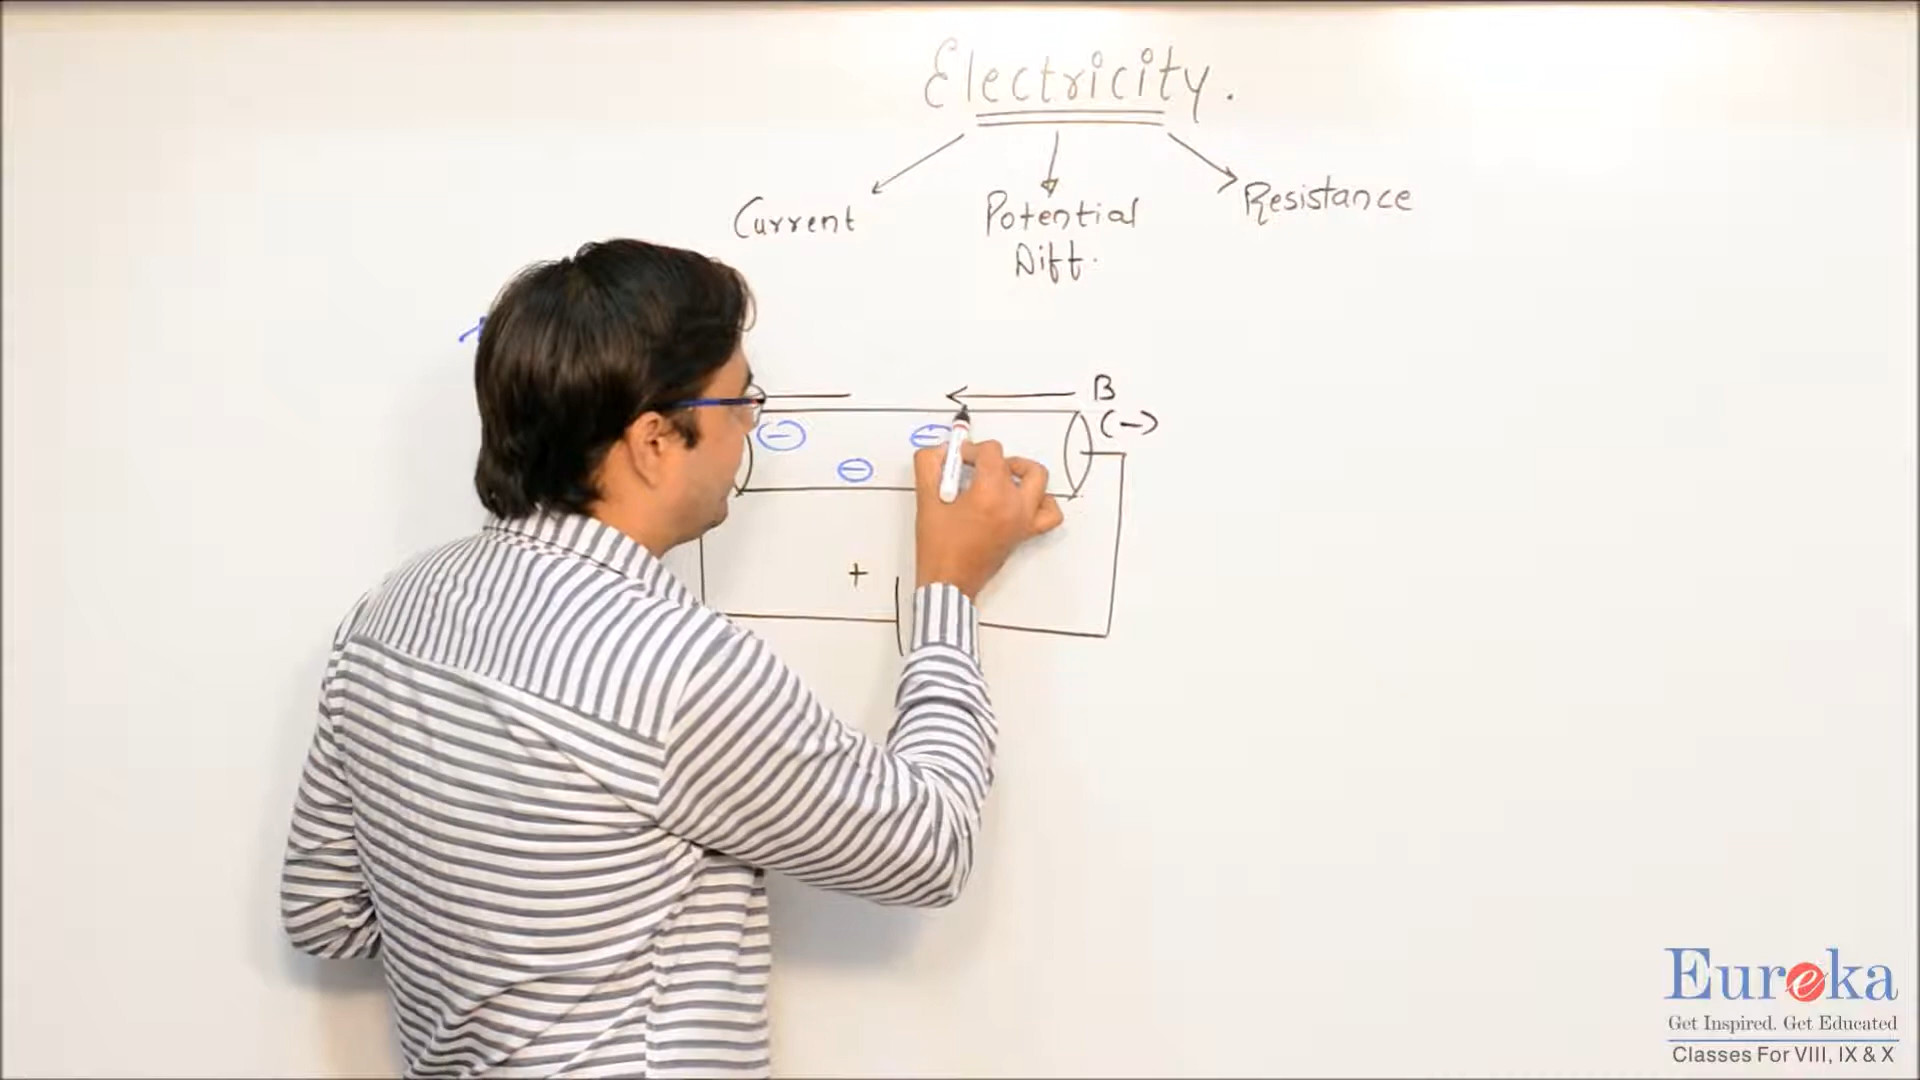 Electricity.
Current
Potential
Diff.
Resistance
B
(-)
+
Eureka
Get Inspired. Get Educated
Classes For VIII, IX & X